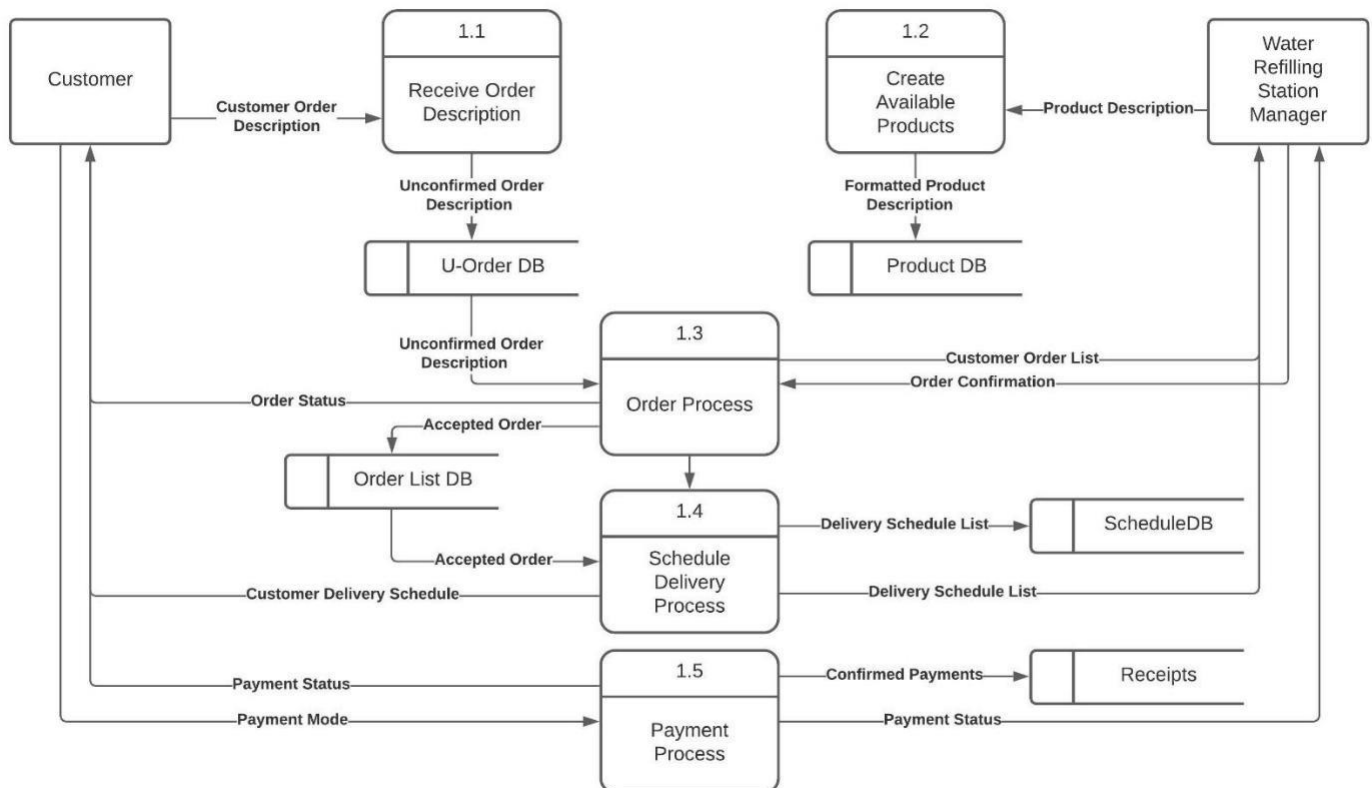 1.1
1.2
Customer
Receive Order
Description
Create
Available
Products
Water
Refilling
Station
Manager
Customer Order
Description
Product Description
Unconfirmed Order
Description
Formatted Product
Description
U-Order DB
Product DB
Unconfirmed Order
Description
1.3
Order Process
Customer Order List
Order Confirmation
Order Status
Accepted Order
Order List DB
1.4
Schedule
Delivery
Process
Delivery Schedule List
ScheduleDB
Accepted Order
Customer Delivery Schedule
Delivery Schedule List
1.5
Payment
Process
Confirmed Payments
Receipts
Payment Status
Payment Mode
Payment Status